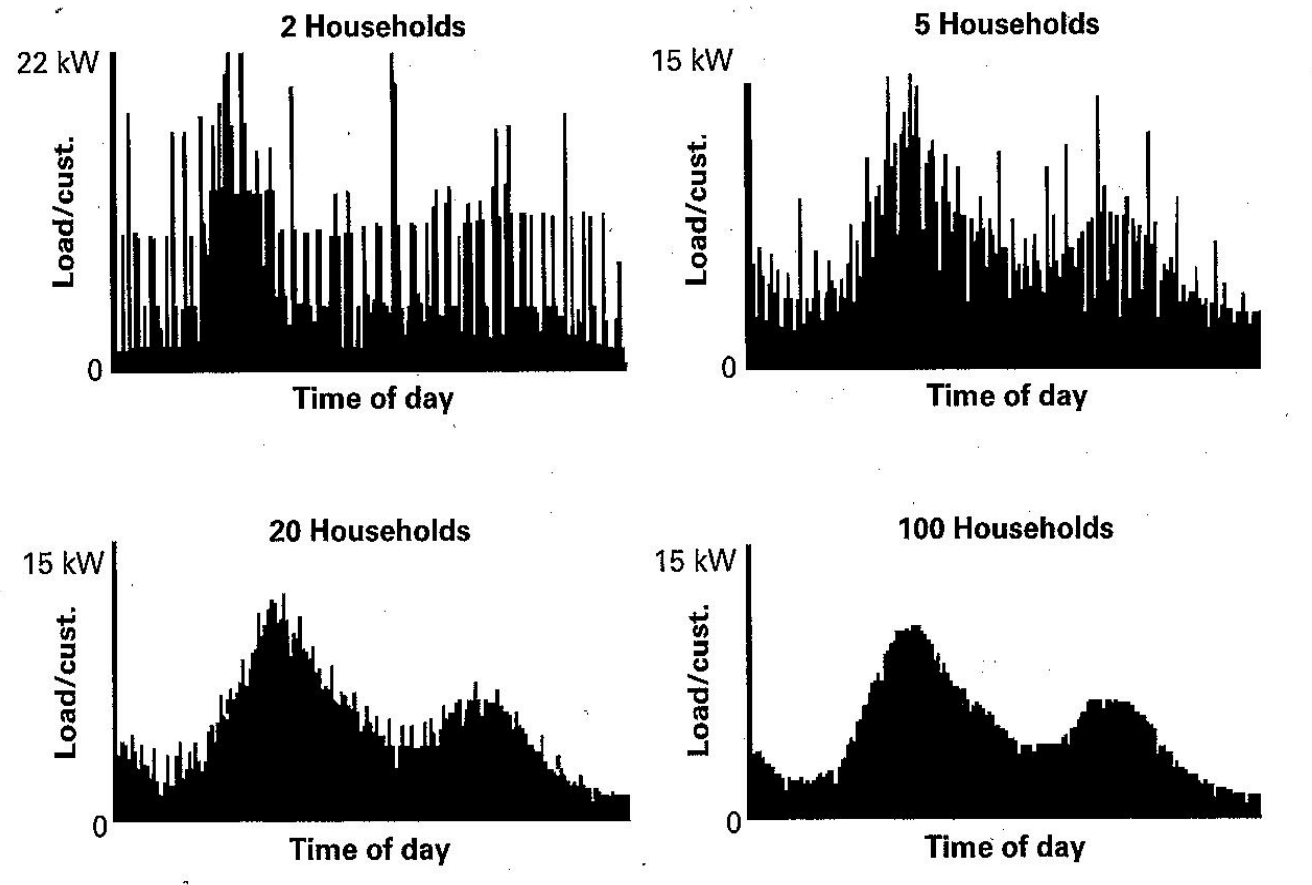 2 Households
22 kW
Load/cust.
0
Time of day
5 Households
15 kW
Load/cust.
0
Time of day
20 Households
15 kW
Load/cust.
0
Time of day
100 Households
15 kW
Load/cust.
0
Time of day